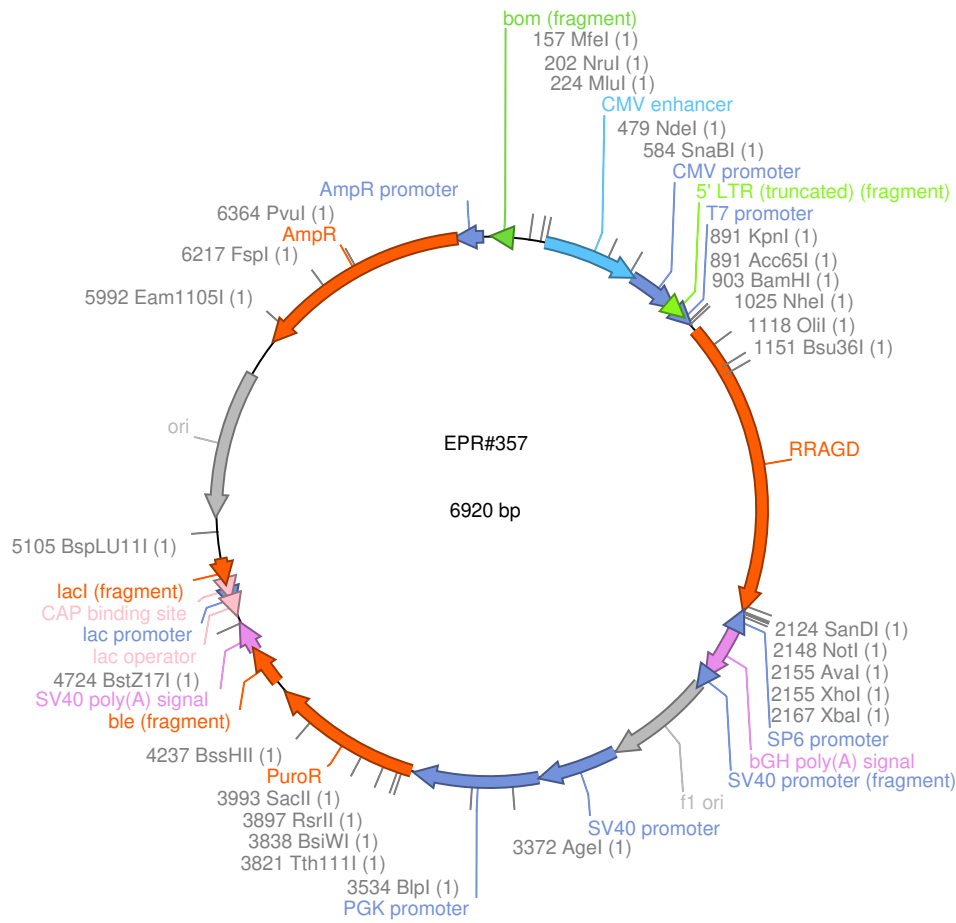 bom (fragment)
157 MfeI (1)
202 NruI (1)
224 MluI (1)
CMV enhancer
479 NdeI (1)
584 SnaBI (1)
CMV promoter
5' LTR (truncated) (fragment)
T7 promoter
891 KpnI (1)
891 Acc65I (1)
903 BamHI (1)
1025 NheI (1)
1118 OliI (1)
1151 Bsu36I (1)
RRAGD
2124 SanDI (1)
2148 NotI (1)
2155 AvaI (1)
2155 XhoI (1)
2167 XbaI (1)
SP6 promoter
bGH poly(A) signal
SV40 promoter (fragment)
f1 ori
SV40 promoter
3372 AgeI (1)
3534 BlpI (1)
PGK promoter
3821 Tth111I (1)
3838 BsiWI (1)
3897 RsrII (1)
3993 SacII (1)
PuroR
4237 BssHII (1)
ble (fragment)
SV40 poly(A) signal
4724 BstZ17I (1)
lac operator
lac promoter
CAP binding site
lacI (fragment)
5105 BspLU11I (1)
ori
5992 Eam1105I (1)
6217 FspI (1)
AmpR
6364 PvuI (1)
AmpR promoter
EPR#357
6920 bp